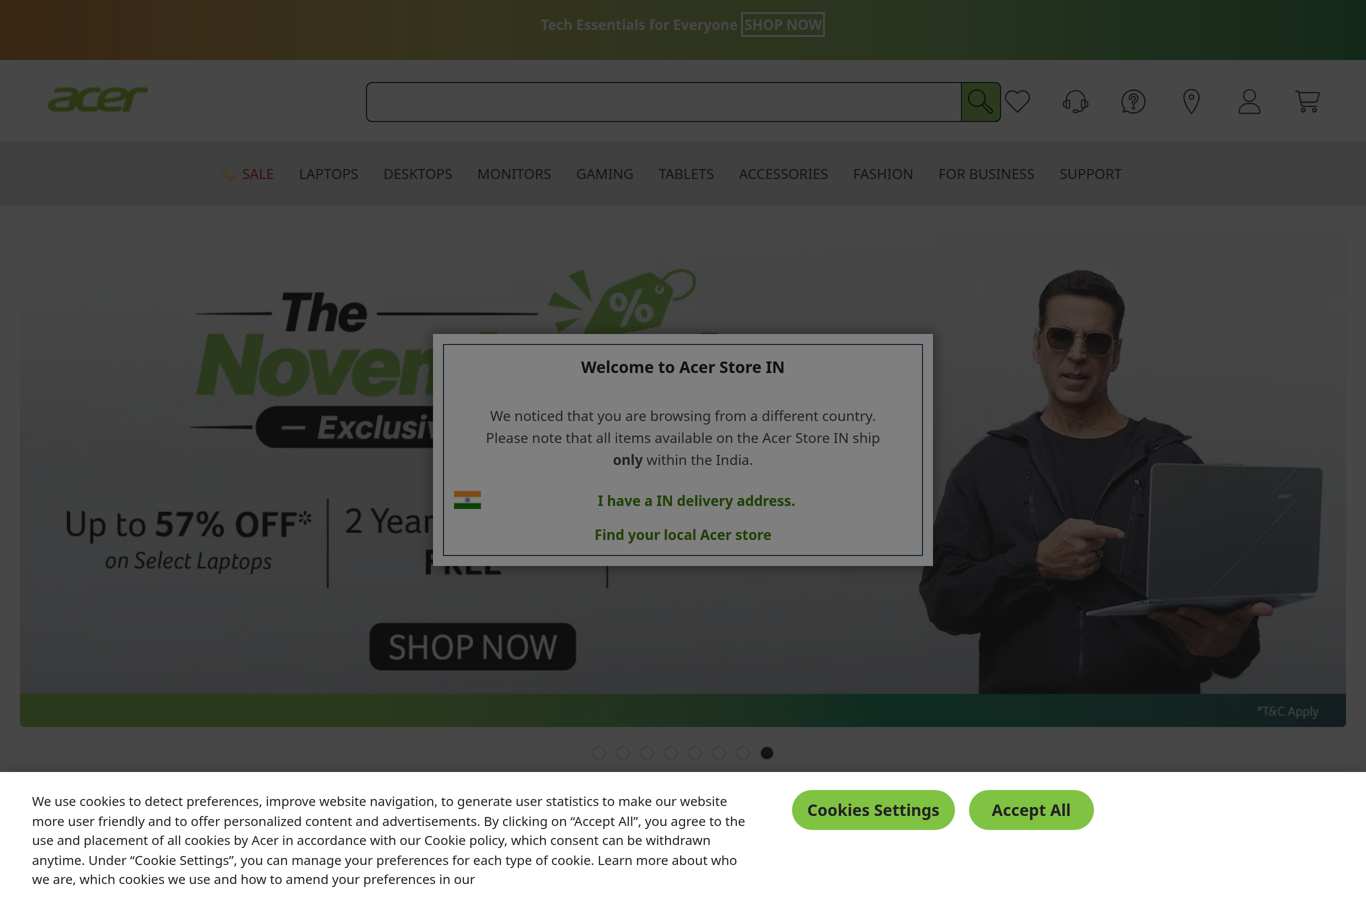 Tech Essentials for Everyone SHOP NOW
acer
SALE LAPTOPS DESKTOPS MONITORS GAMING TABLETS ACCESSORIES FASHION FOR BUSINESS SUPPORT
The
%
Exclusiv
Up to 57% OFF*
on Select Laptops
2 Year
FREE
SHOP NOW
*T&C Apply
Welcome to Acer Store IN
We noticed that you are browsing from a different country.
Please note that all items available on the Acer Store IN ship
only within the India.
I have a IN delivery address.
Find your local Acer store
We use cookies to detect preferences, improve website navigation, to generate user statistics to make our website
more user friendly and to offer personalized content and advertisements. By clicking on “Accept All”, you agree to the
use and placement of all cookies by Acer in accordance with our Cookie policy, which consent can be withdrawn
anytime. Under “Cookie Settings”, you can manage your preferences for each type of cookie. Learn more about who
we are, which cookies we use and how to amend your preferences in our
Cookies Settings
Accept All